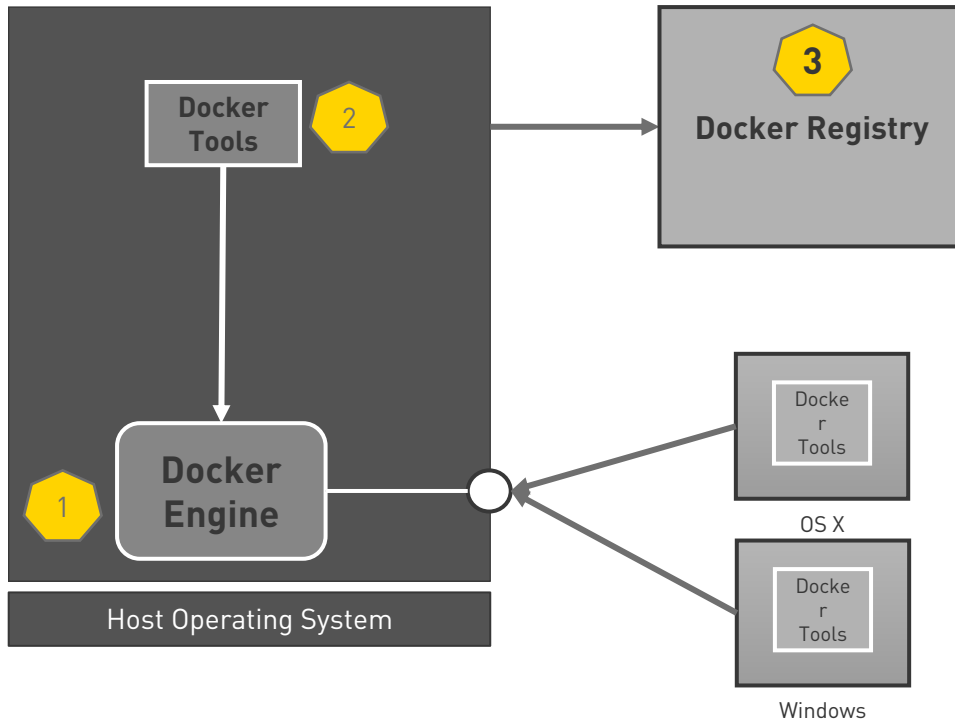 Docker
Tools
2
3
Docker Registry
Docker
Engine
1
Host Operating System
Docke
r
Tools
OS X
Docke
r
Tools
Windows